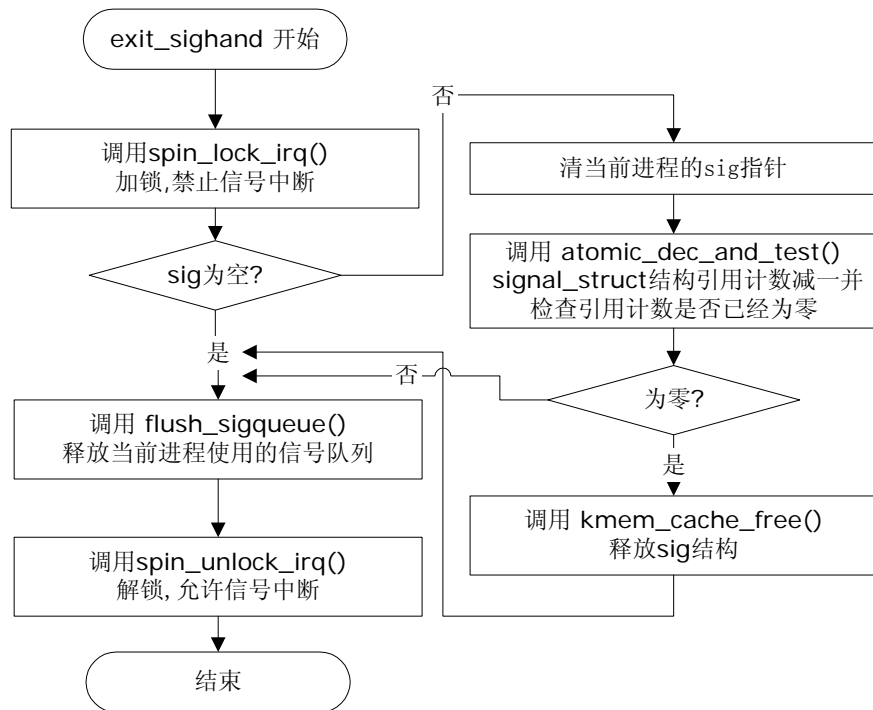 exit_sighand 开始
调用spin_lock_irq()
加锁,禁止信号中断
sig为空?
否
清当前进程的sig指针
调用 atomic_dec_and_test()
signal_struct结构引用计数减一并
检查引用计数是否已经为零
为零?
否
是
是
调用 kmem_cache_free()
释放sig结构
调用 flush_sigqueue()
释放当前进程使用的信号队列
调用spin_unlock_irq()
解锁,允许信号中断
结束